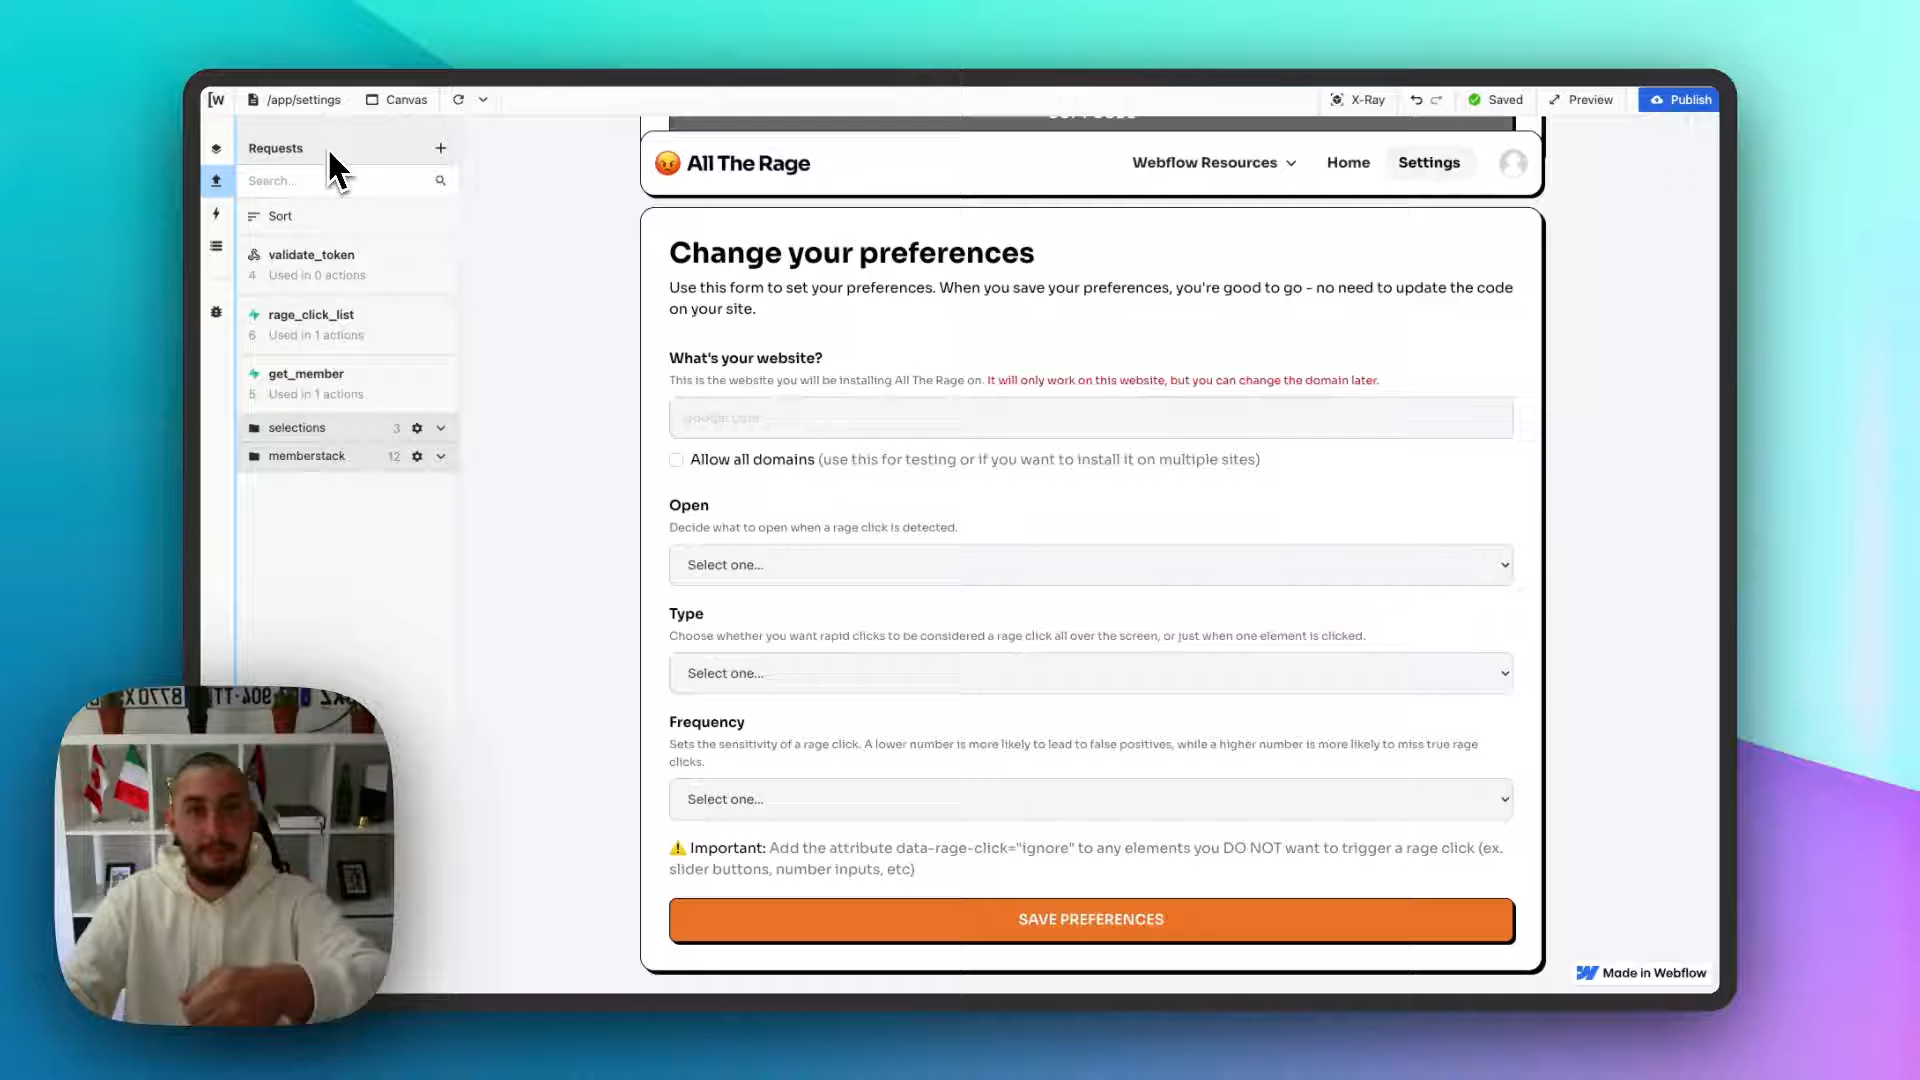 [W
/app/settings
Canvas
X-Ray
Saved
Preview
Publish
Requests
Search...
Sort
validate_token
4 Used in 0 actions
rage_click_list
6 Used in 1 actions
get_member
5 Used in 1 actions
selections 3
memberstack 12
All The Rage
Webflow Resources
Home
Settings
Change your preferences
Use this form to set your preferences. When you save your preferences, you're good to go - no need to update the code
on your site.
What's your website?
This is the website you will be installing All The Rage on. It will only work on this website, but you can change the domain later.
google.com
Allow all domains (use this for testing or if you want to install it on multiple sites)
Open
Decide what to open when a rage click is detected.
Select one...
Type
Choose whether you want rapid clicks to be considered a rage click all over the screen, or just when one element is clicked.
Select one...
Frequency
Sets the sensitivity of a rage click. A lower number is more likely to lead to false positives, while a higher number is more likely to miss true rage
clicks.
Select one...
⚠️ Important: Add the attribute data-rage-click="ignore" to any elements you DO NOT want to trigger a rage click (ex.
slider buttons, number inputs, etc)
SAVE PREFERENCES
Made in Webflow